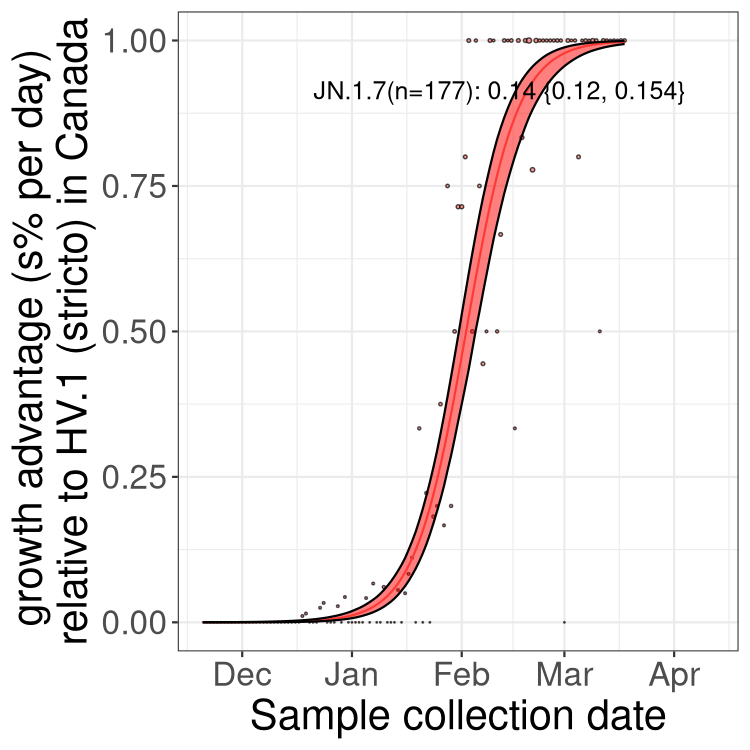 growth advantage (s% per day)
relative to HV.1 (stricto) in Canada
1.00
0.75
0.50
0.25
0.00
JN.1.7(n=177): 0.14 {0.12, 0.154}
Dec Jan Feb Mar Apr
Sample collection date